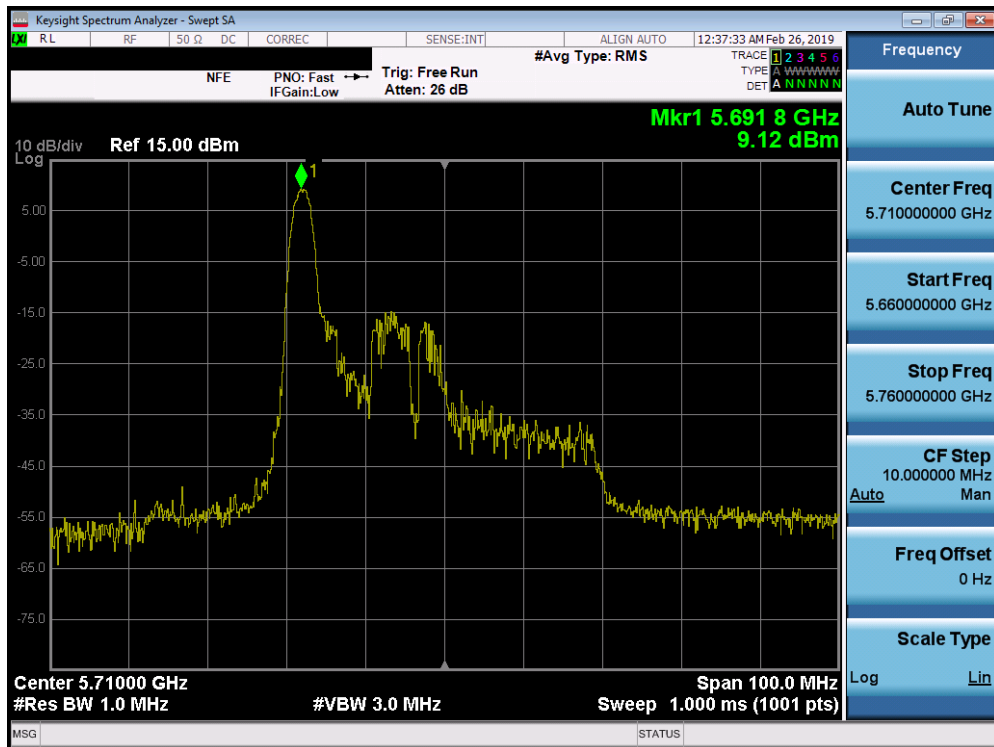 Keysight Spectrum Analyzer - Swept SA
LXI RL RF 50 Ω DC CORREC SENSE:INT ALIGN AUTO 12:37:33 AM Feb 26, 2019
#Avg Type: RMS TRACE 1 2 3 4 5 6
NFE PNO: Fast Trig: Free Run TYPE A WWWWW
IFGain:Low Atten: 26 dB DET A N N N N N
Mkr1 5.691 8 GHz
9.12 dBm
10 dB/div Ref 15.00 dBm
Log
1
5.00
-5.00
-15.0
-25.0
-35.0
-45.0
-55.0
-65.0
-75.0
Center 5.71000 GHz Span 100.0 MHz
#Res BW 1.0 MHz #VBW 3.0 MHz Sweep 1.000 ms (1001 pts)
MSG STATUS
Frequency
Auto Tune
Center Freq
5.710000000 GHz
Start Freq
5.660000000 GHz
Stop Freq
5.760000000 GHz
CF Step
10.000000 MHz
Auto Man
Freq Offset
0 Hz
Scale Type
Log Lin